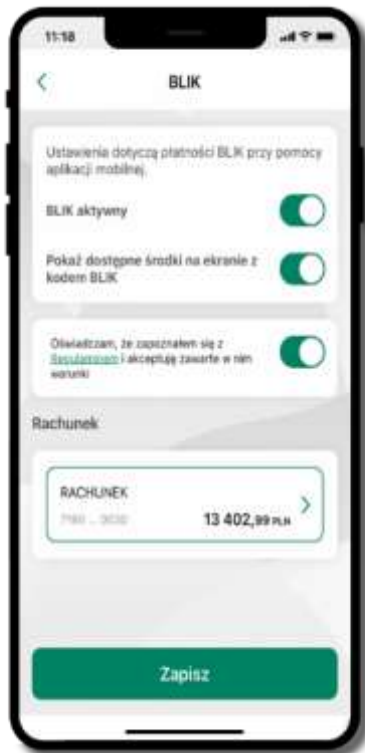 11:18
BLIK
Ustawienia dotyczą płatności BLIK przy pomocy
aplikacji mobilnej.
BLIK aktywny
Pokaż dostępne środki na ekranie z
kodem BLIK
Oświadczam, że zapoznałem się z
Regulaminem i akceptuję zawarte w nim
warunki
Rachunek
RACHUNEK
13 402,99 PLN
Zapisz